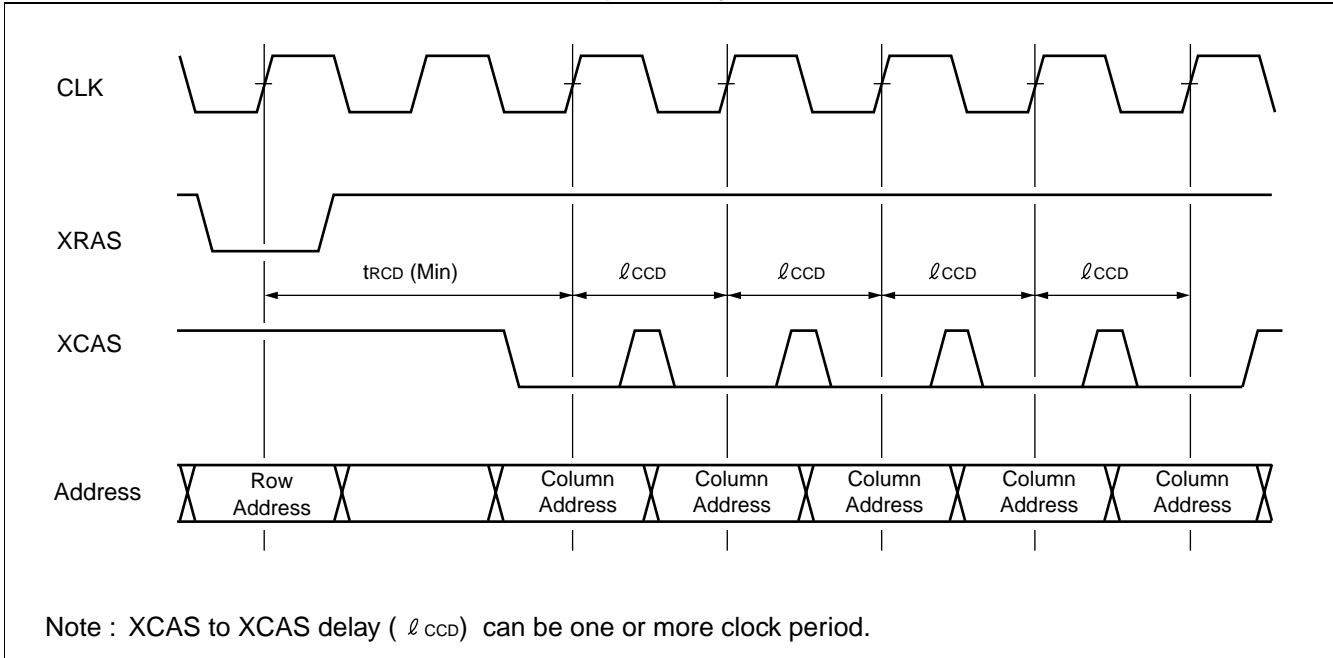 CLK
XRAS
tRCD (Min)
ℓCCD
ℓCCD
ℓCCD
ℓCCD
XCAS
Address
Row
Address
Column
Address
Column
Address
Column
Address
Column
Address
Column
Address
Note : XCAS to XCAS delay ( ℓ CCD) can be one or more clock period.